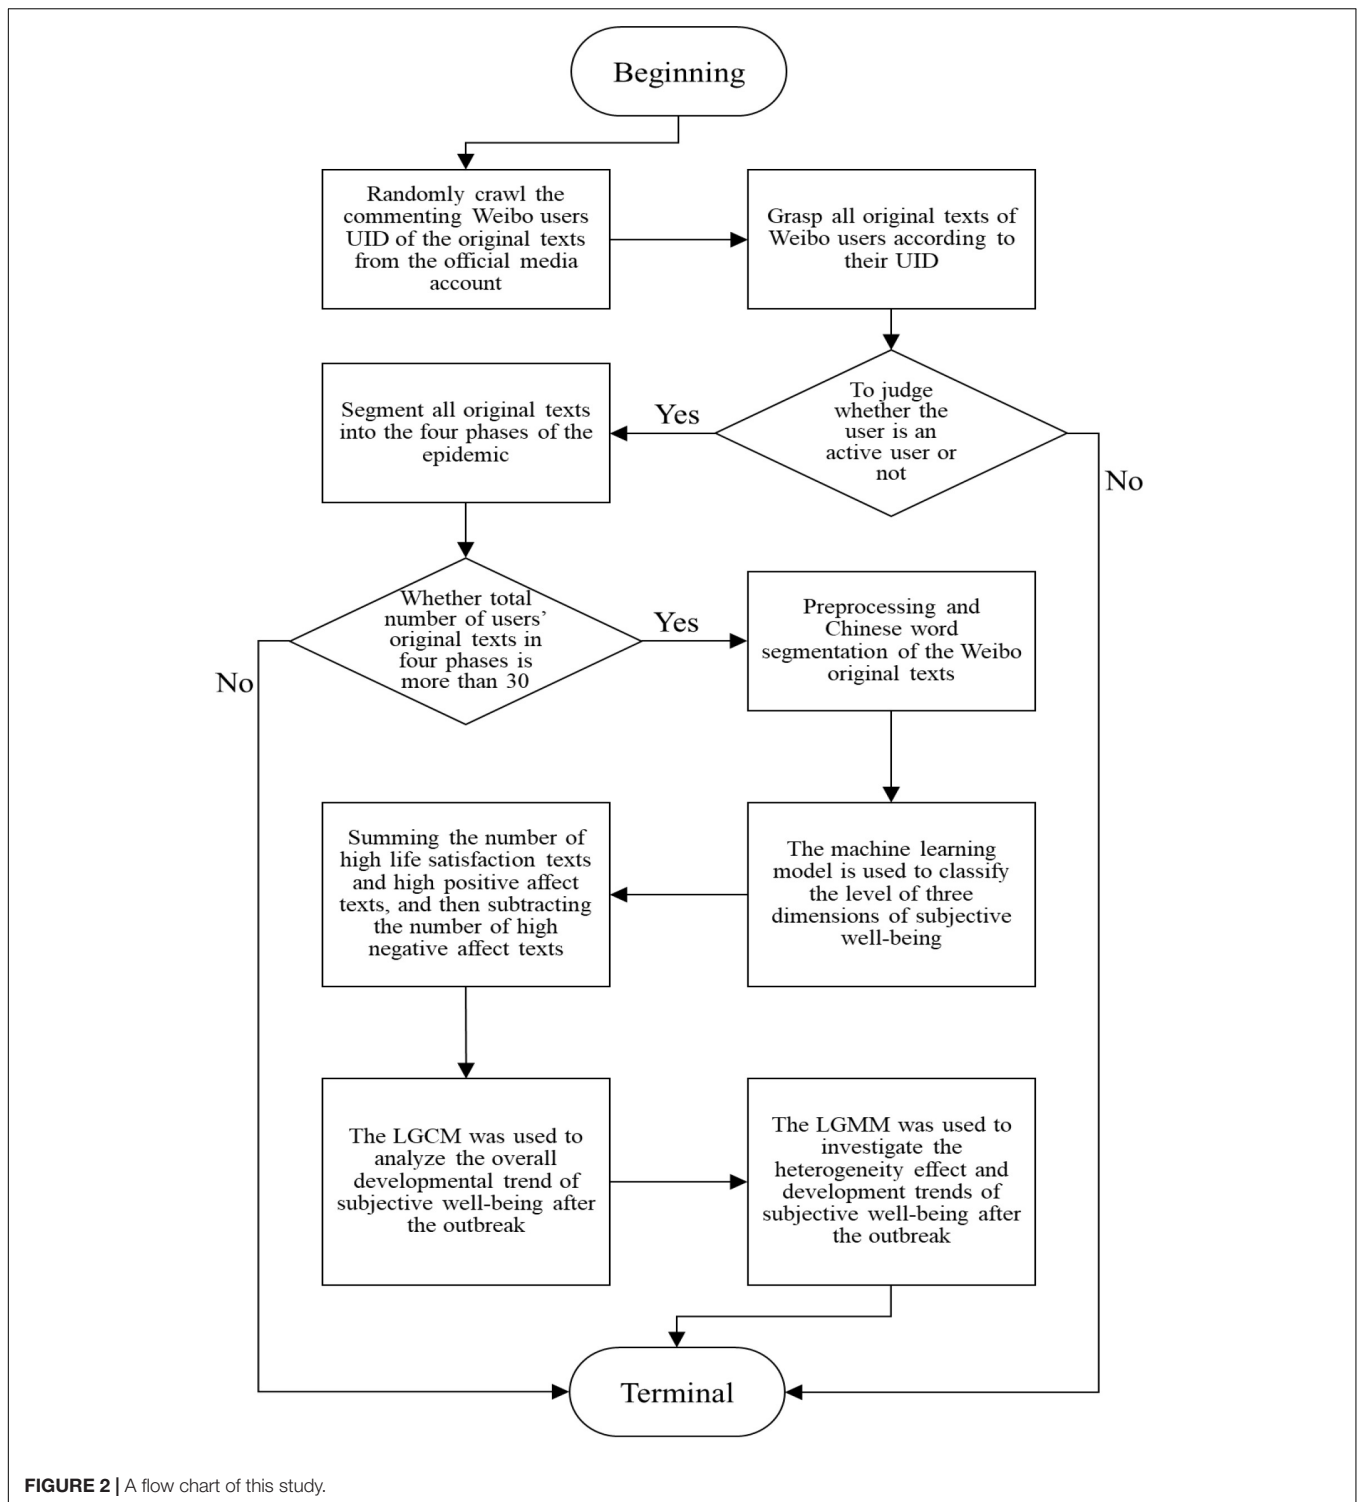 Beginning
Randomly crawl the
commenting Weibo users
UID of the original texts
from the official media
account
Grasp all original texts of
Weibo users according to
their UID
To judge
whether the
user is an
active user or
not
Yes
No
Segment all original texts
into the four phases of the
epidemic
Whether total
number of users’
original texts in
four phases is
more than 30
Yes
No
Preprocessing and
Chinese word
segmentation of the Weibo
original texts
The machine learning
model is used to classify
the level of three
dimensions of subjective
well-being
Summing the number of
high life satisfaction texts
and high positive affect
texts, and then subtracting
the number of high
negative affect texts
The LGCM was used to
analyze the overall
developmental trend of
subjective well-being after
the outbreak
The LGMM was used to
investigate the
heterogeneity effect and
development trends of
subjective well-being after
the outbreak
Terminal
FIGURE 2 | A flow chart of this study.